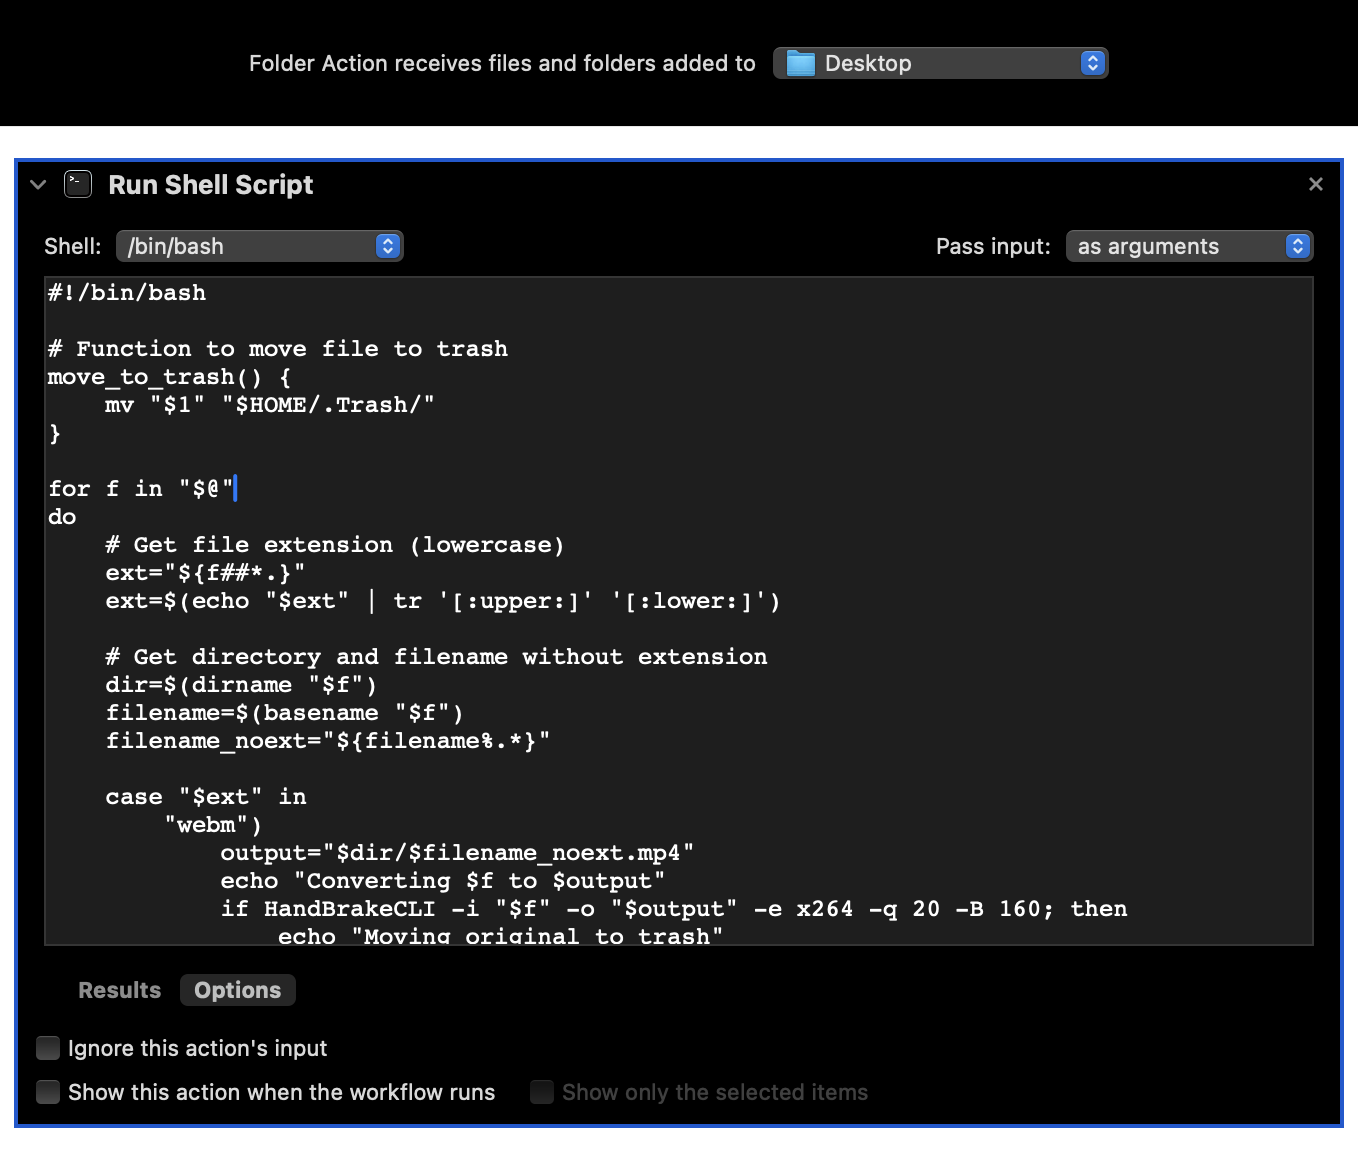 Folder Action receives files and folders added to Desktop
Run Shell Script
Shell: /bin/bash Pass input: as arguments
#!/bin/bash

# Function to move file to trash
move_to_trash() {
    mv "$1" "$HOME/.Trash/"
}

for f in "$@"
do
    # Get file extension (lowercase)
    ext="${f##*.}"
    ext=$(echo "$ext" | tr '[:upper:]' '[:lower:]')

    # Get directory and filename without extension
    dir=$(dirname "$f")
    filename=$(basename "$f")
    filename_noext="${filename%.*}"

    case "$ext" in
        "webm")
            output="$dir/$filename_noext.mp4"
            echo "Converting $f to $output"
            if HandBrakeCLI -i "$f" -o "$output" -e x264 -q 20 -B 160; then
                echo "Moving original to trash"
Results Options
Ignore this action's input
Show this action when the workflow runs Show only the selected items